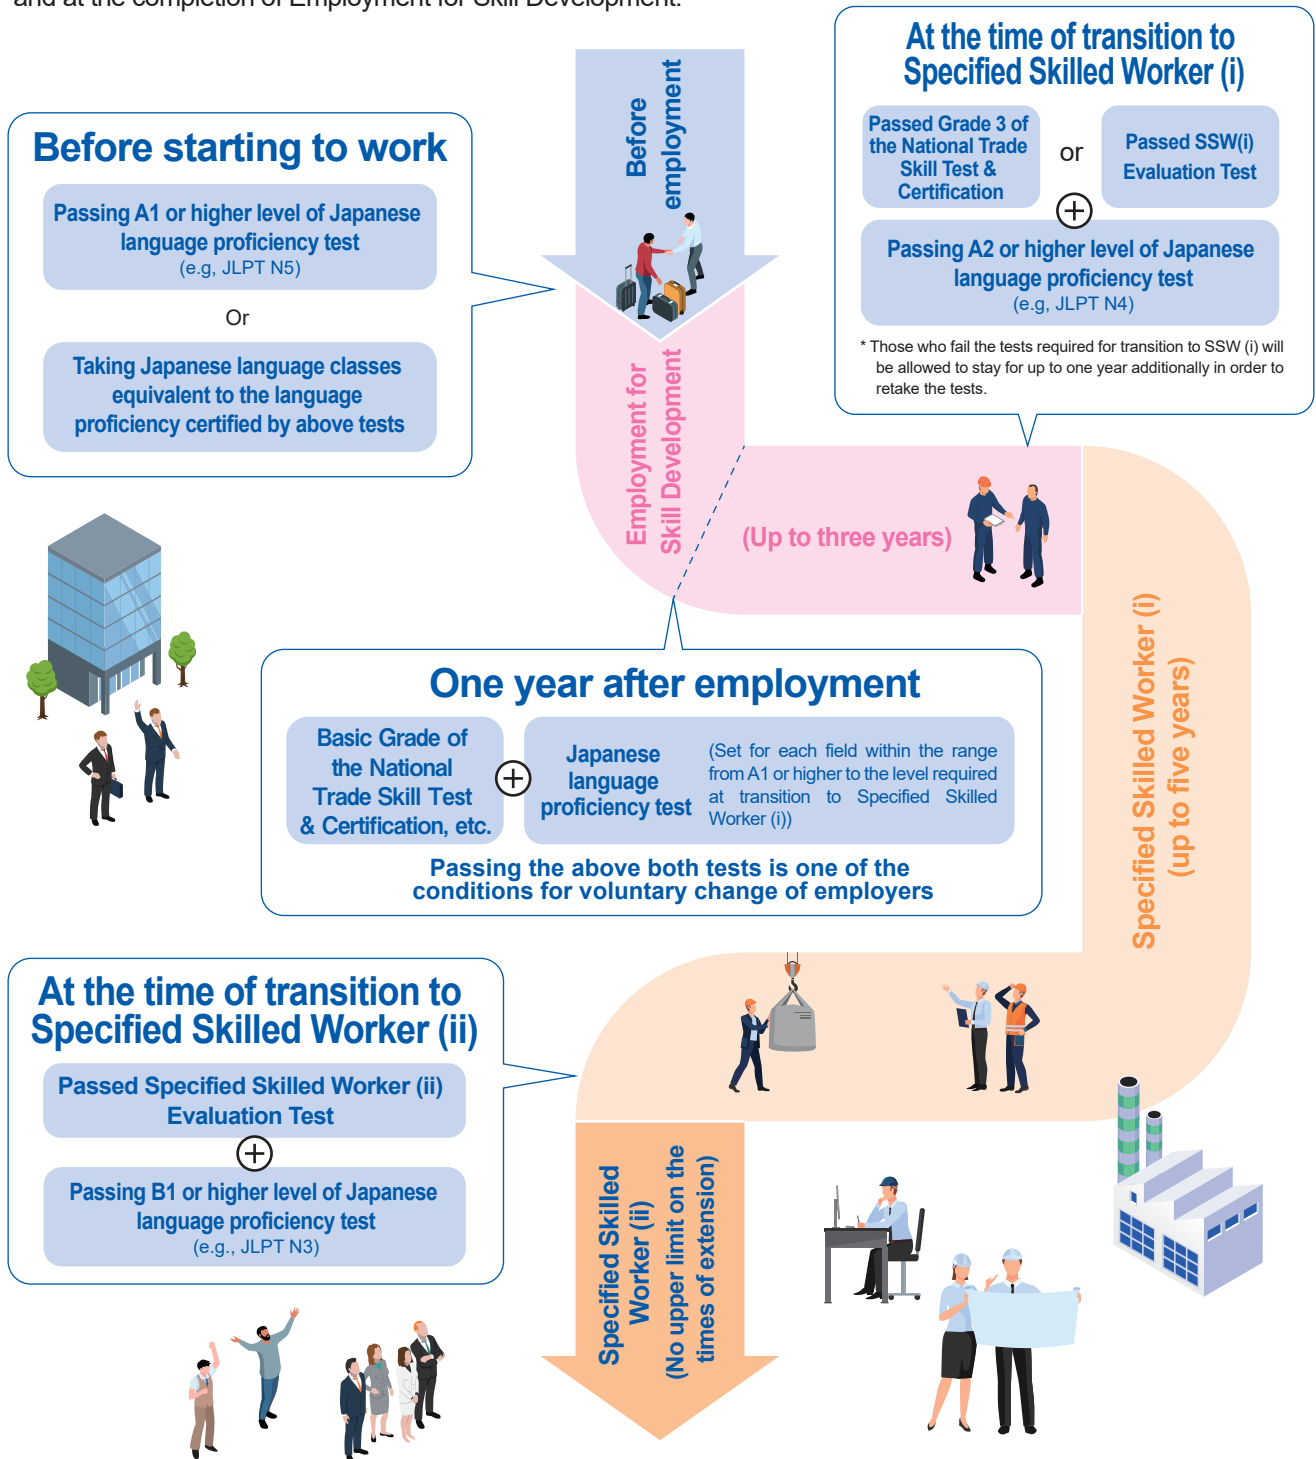 and at the completion of Employment for Skill Development.
Before
employment
At the time of transition to
Specified Skilled Worker (i)
Passed Grade 3 of
the National Trade
Skill Test &
Certification
or
Passed SSW(i)
Evaluation Test
+
Passing A2 or higher level of Japanese
language proficiency test
(e.g, JLPT N4)
* Those who fail the tests required for transition to SSW (i) will
be allowed to stay for up to one year additionally in order to
retake the tests.
Before starting to work
Passing A1 or higher level of Japanese
language proficiency test
(e.g, JLPT N5)
Or
Taking Japanese language classes
equivalent to the language
proficiency certified by above tests
Employment for
Skill Development
(Up to three years)
One year after employment
Basic Grade of
the National
Trade Skill Test
& Certification, etc.
+
Japanese
language
proficiency test
(Set for each field within the range
from A1 or higher to the level required
at transition to Specified Skilled
Worker (i))
Passing the above both tests is one of the
conditions for voluntary change of employers
Specified Skilled Worker (i)
(up to five years)
At the time of transition to
Specified Skilled Worker (ii)
Passed Specified Skilled Worker (ii)
Evaluation Test
+
Passing B1 or higher level of Japanese
language proficiency test
(e.g., JLPT N3)
Specified Skilled
Worker (ii)
(No upper limit on the
times of extension)